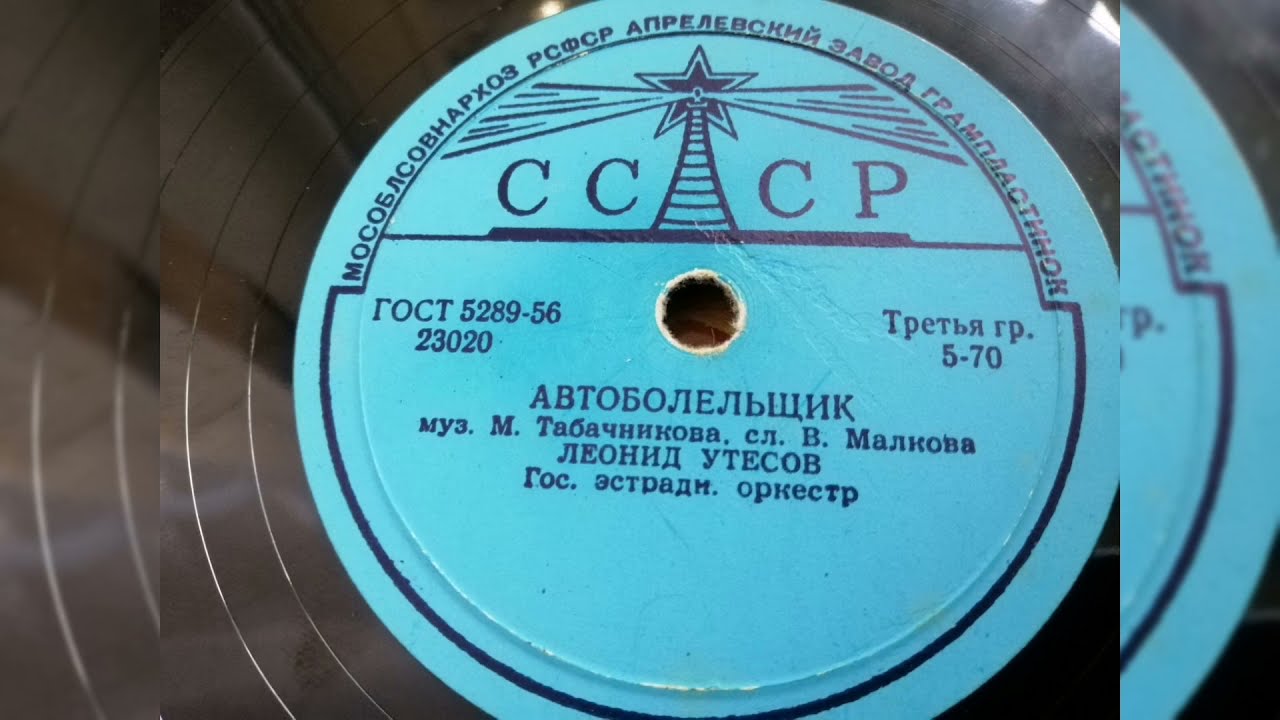 МОСОБЛСОВНАРХОЗ РСФСР АПРЕЛЕВСКИЙ ЗАВОД ГРАМПЛАСТИНОК
СССР
ГОСТ 5289-56
23020
Третья гр.
5-70
АВТОБОЛЕЛЬЩИК
муз. М. Табачникова, сл. В. Малкова
ЛЕОНИД УТЕСОВ
Гос. эстрадн. оркестр